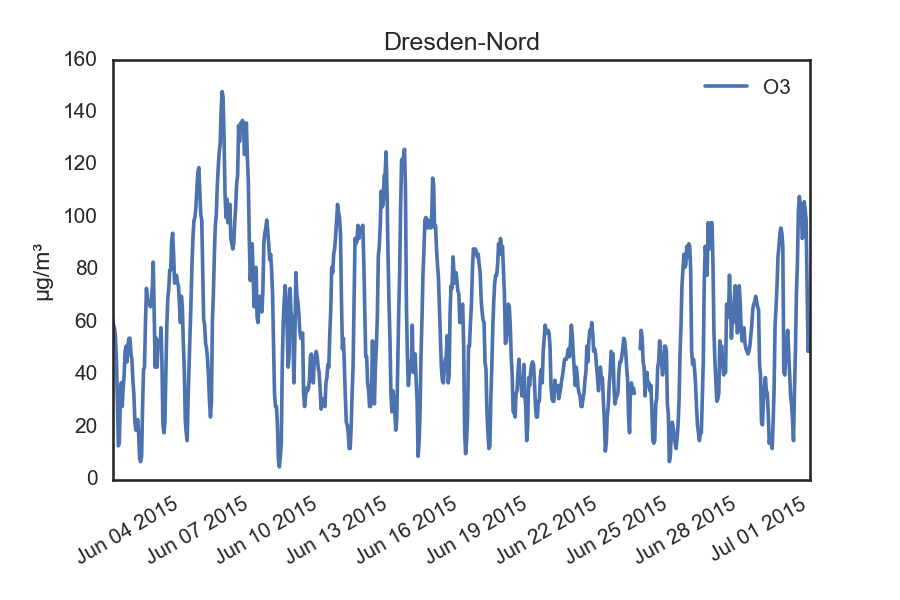 Dresden-Nord
160
140
120
100
80
60
40
20
0
µg/m³
O3
Jun 04 2015
Jun 07 2015
Jun 10 2015
Jun 13 2015
Jun 16 2015
Jun 19 2015
Jun 22 2015
Jun 25 2015
Jun 28 2015
Jul 01 2015